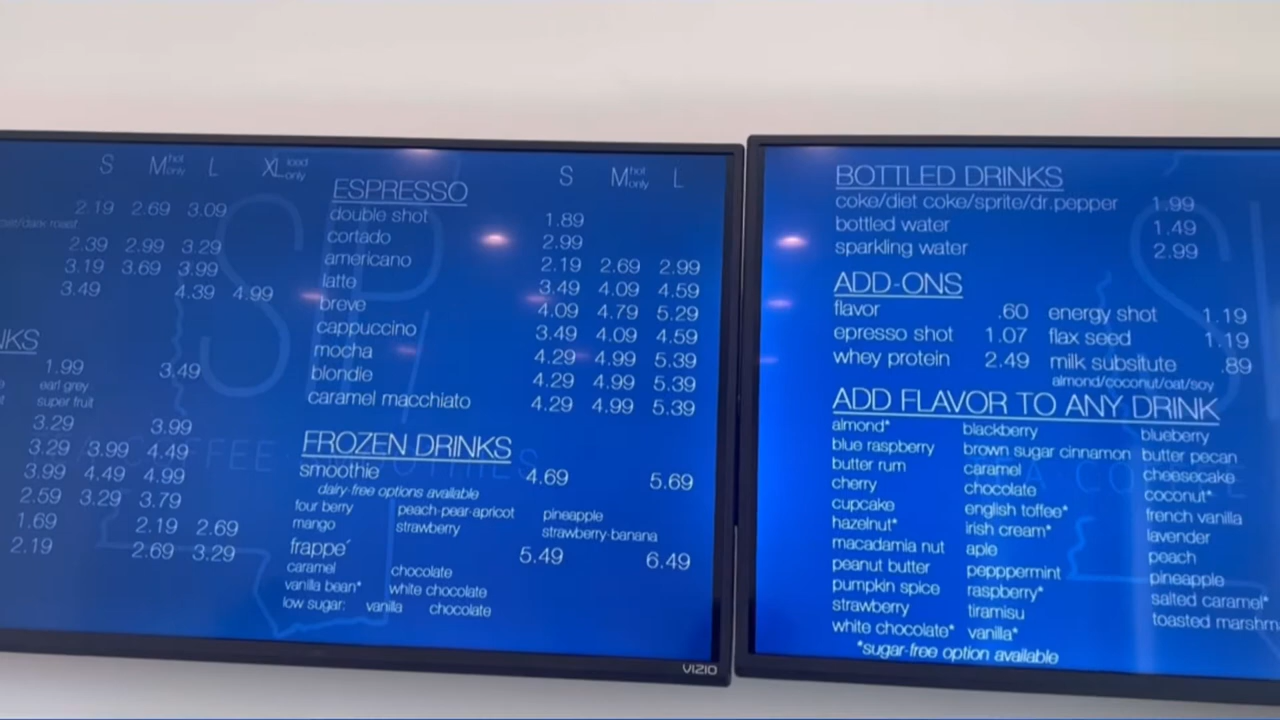 S M hot only L XL iced only
2.19 2.69 3.09
2.39 2.99 3.29
3.19 3.69 3.99
3.49 4.39 4.99
NKS
1.99 3.49
earl grey
super fruit
3.29 3.99
3.29 3.99 4.49
3.99 4.49 4.99
2.59 3.29 3.79
1.69 2.19 2.69
2.19 2.69 3.29
ESPRESSO S M hot only L
double shot 1.89
cortado 2.99
americano 2.19 2.69 2.99
latte 3.49 4.09 4.59
breve 4.09 4.79 5.29
cappuccino 3.49 4.09 4.59
mocha 4.29 4.99 5.39
blondie 4.29 4.99 5.39
caramel macchiato 4.29 4.99 5.39
FROZEN DRINKS
smoothie 4.69 5.69
dairy-free options available
four berry peach-pear-apricot pineapple
mango strawberry strawberry-banana
frappe´ 5.49 6.49
caramel chocolate
vanilla bean* white chocolate
low sugar: vanilla chocolate
VIZIO
BOTTLED DRINKS
coke/diet coke/sprite/dr.pepper 1.99
bottled water 1.49
sparkling water 2.99
ADD-ONS
flavor .60 energy shot 1.19
epresso shot 1.07 flax seed 1.19
whey protein 2.49 milk subsitute .89
almond/coconut/oat/soy
ADD FLAVOR TO ANY DRINK
almond* blackberry blueberry
blue raspberry brown sugar cinnamon butter pecan
butter rum caramel cheesecake
cherry chocolate coconut*
cupcake english toffee* french vanilla
hazelnut* irish cream* lavender
macadamia nut aple peach
peanut butter pepppermint pineapple
pumpkin spice raspberry* salted caramel*
strawberry tiramisu toasted marshm
white chocolate* vanilla*
*sugar-free option available